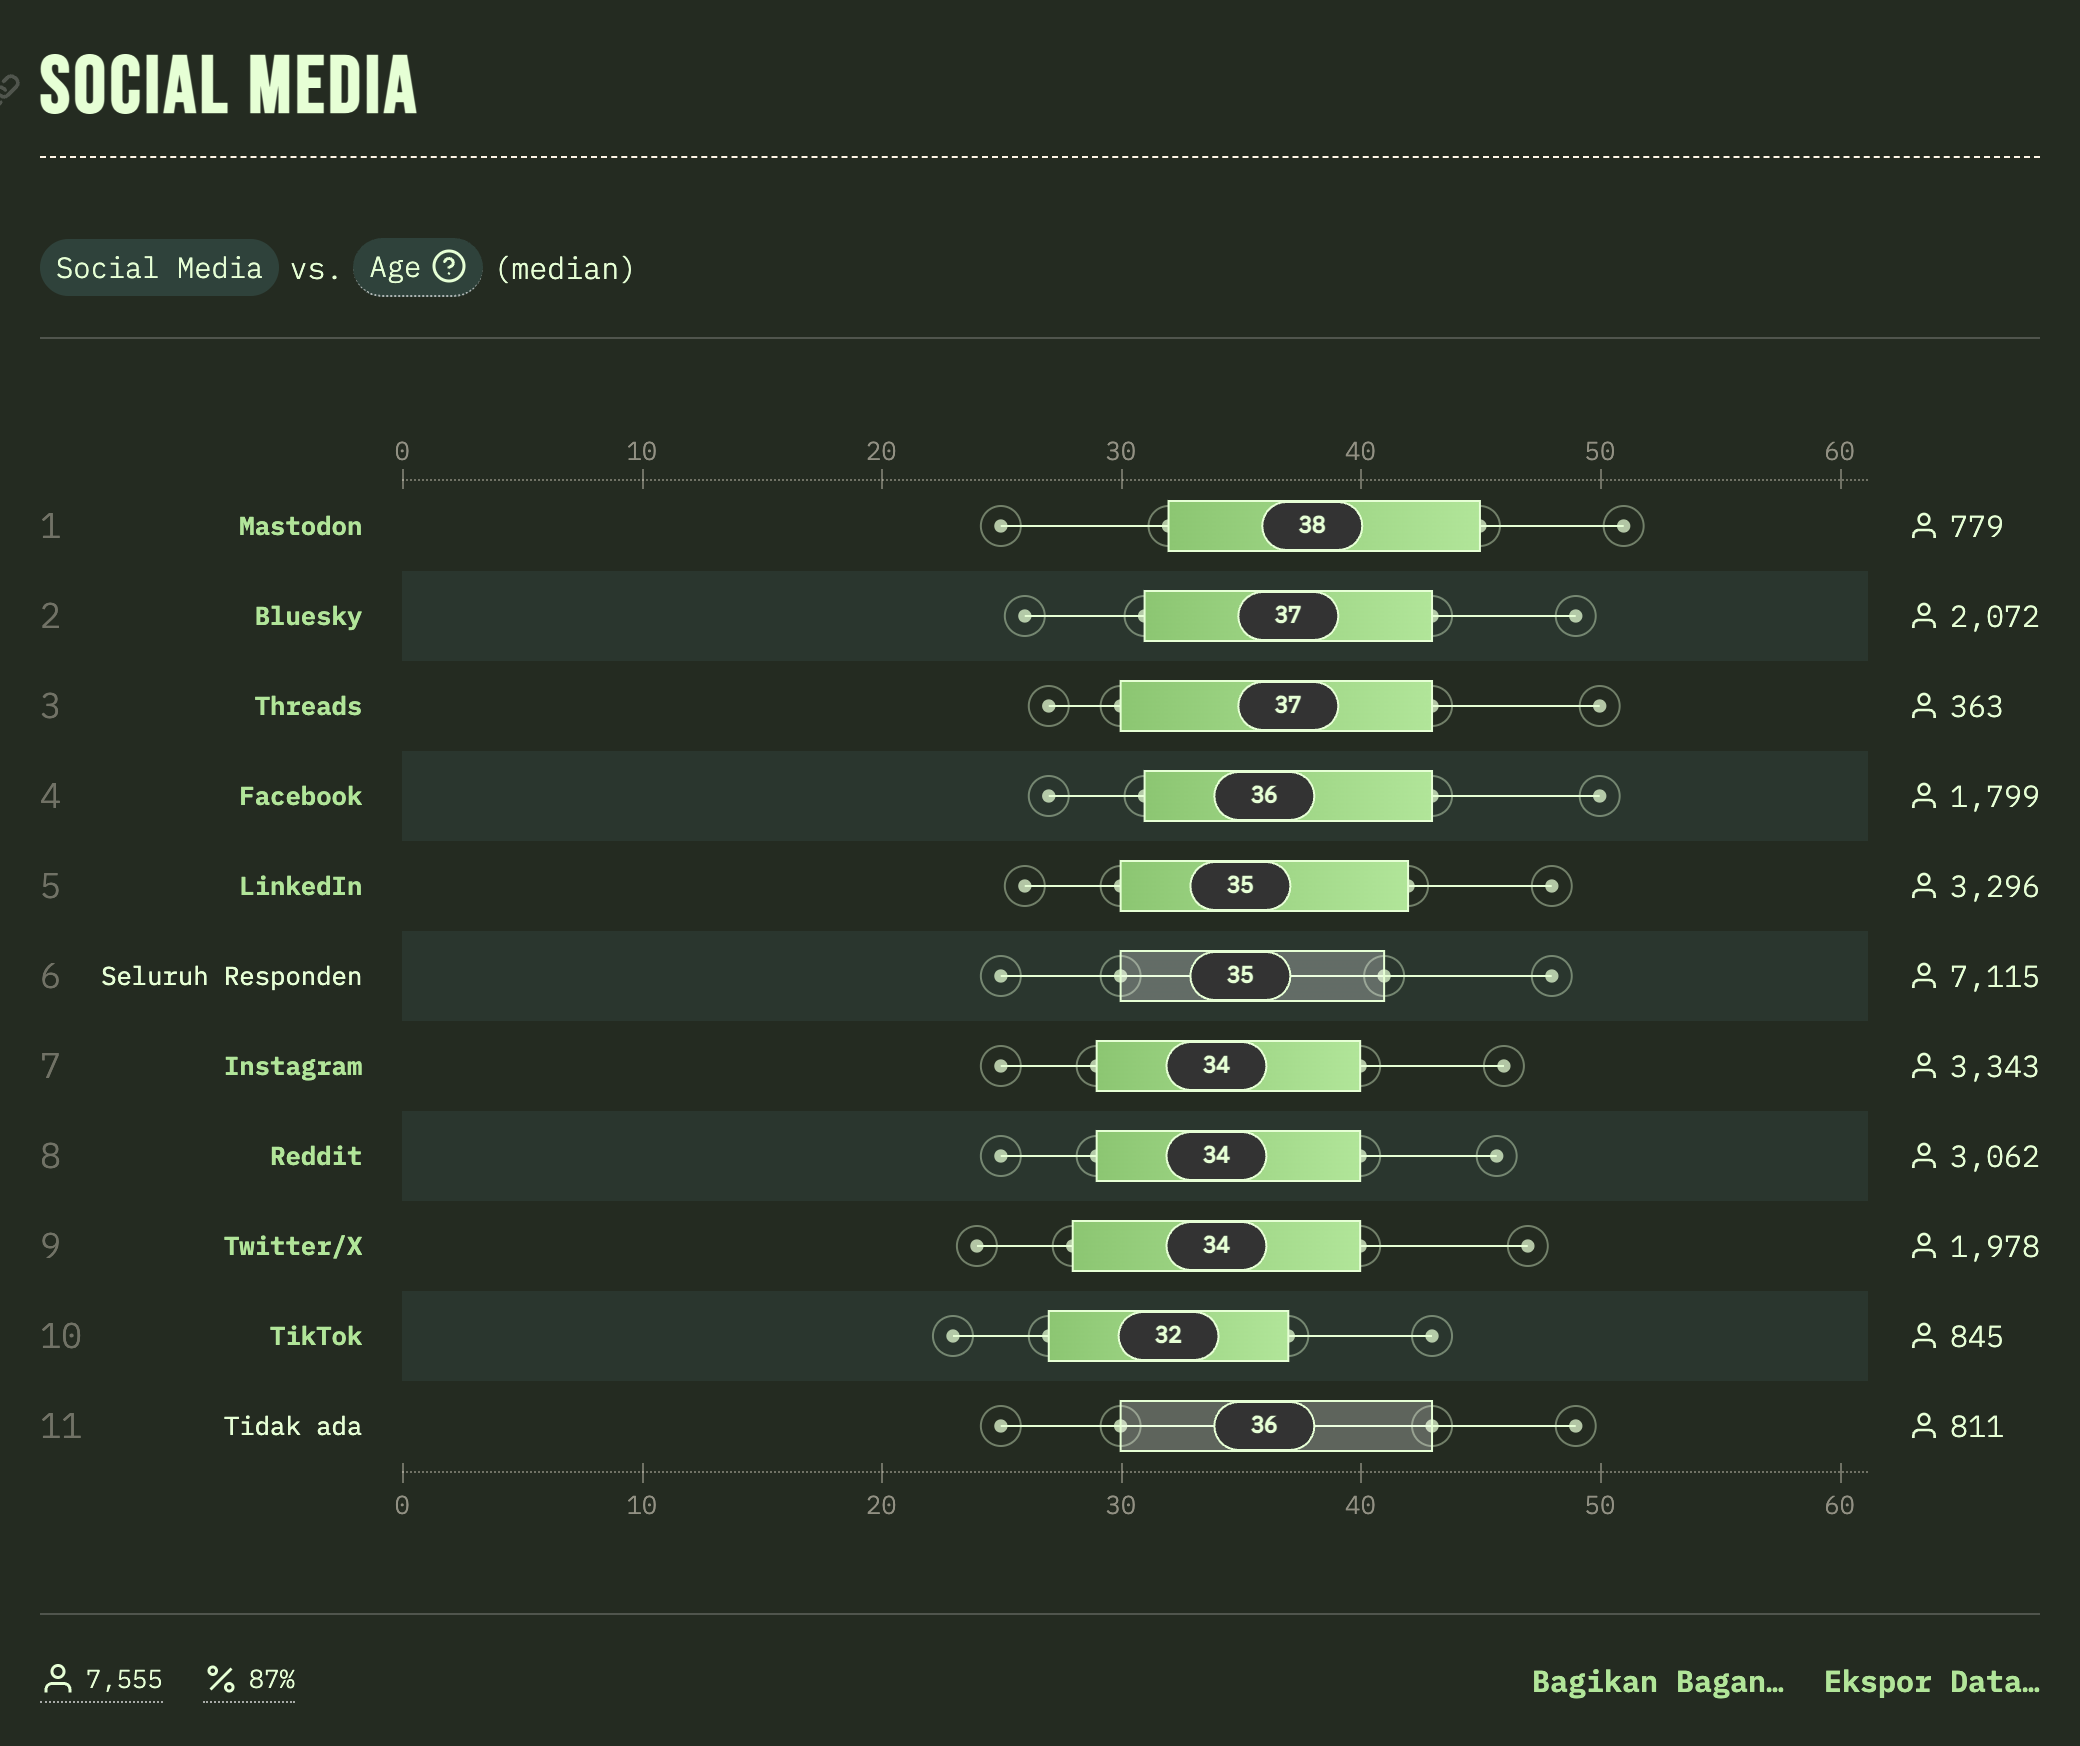 SOCIAL MEDIA
Social Media vs. Age (median)
0 10 20 30 40 50 60
1 Mastodon 38 779
2 Bluesky 37 2,072
3 Threads 37 363
4 Facebook 36 1,799
5 LinkedIn 35 3,296
6 Seluruh Responden 35 7,115
7 Instagram 34 3,343
8 Reddit 34 3,062
9 Twitter/X 34 1,978
10 TikTok 32 845
11 Tidak ada 36 811
0 10 20 30 40 50 60
7,555 87% Bagikan Bagan… Ekspor Data…